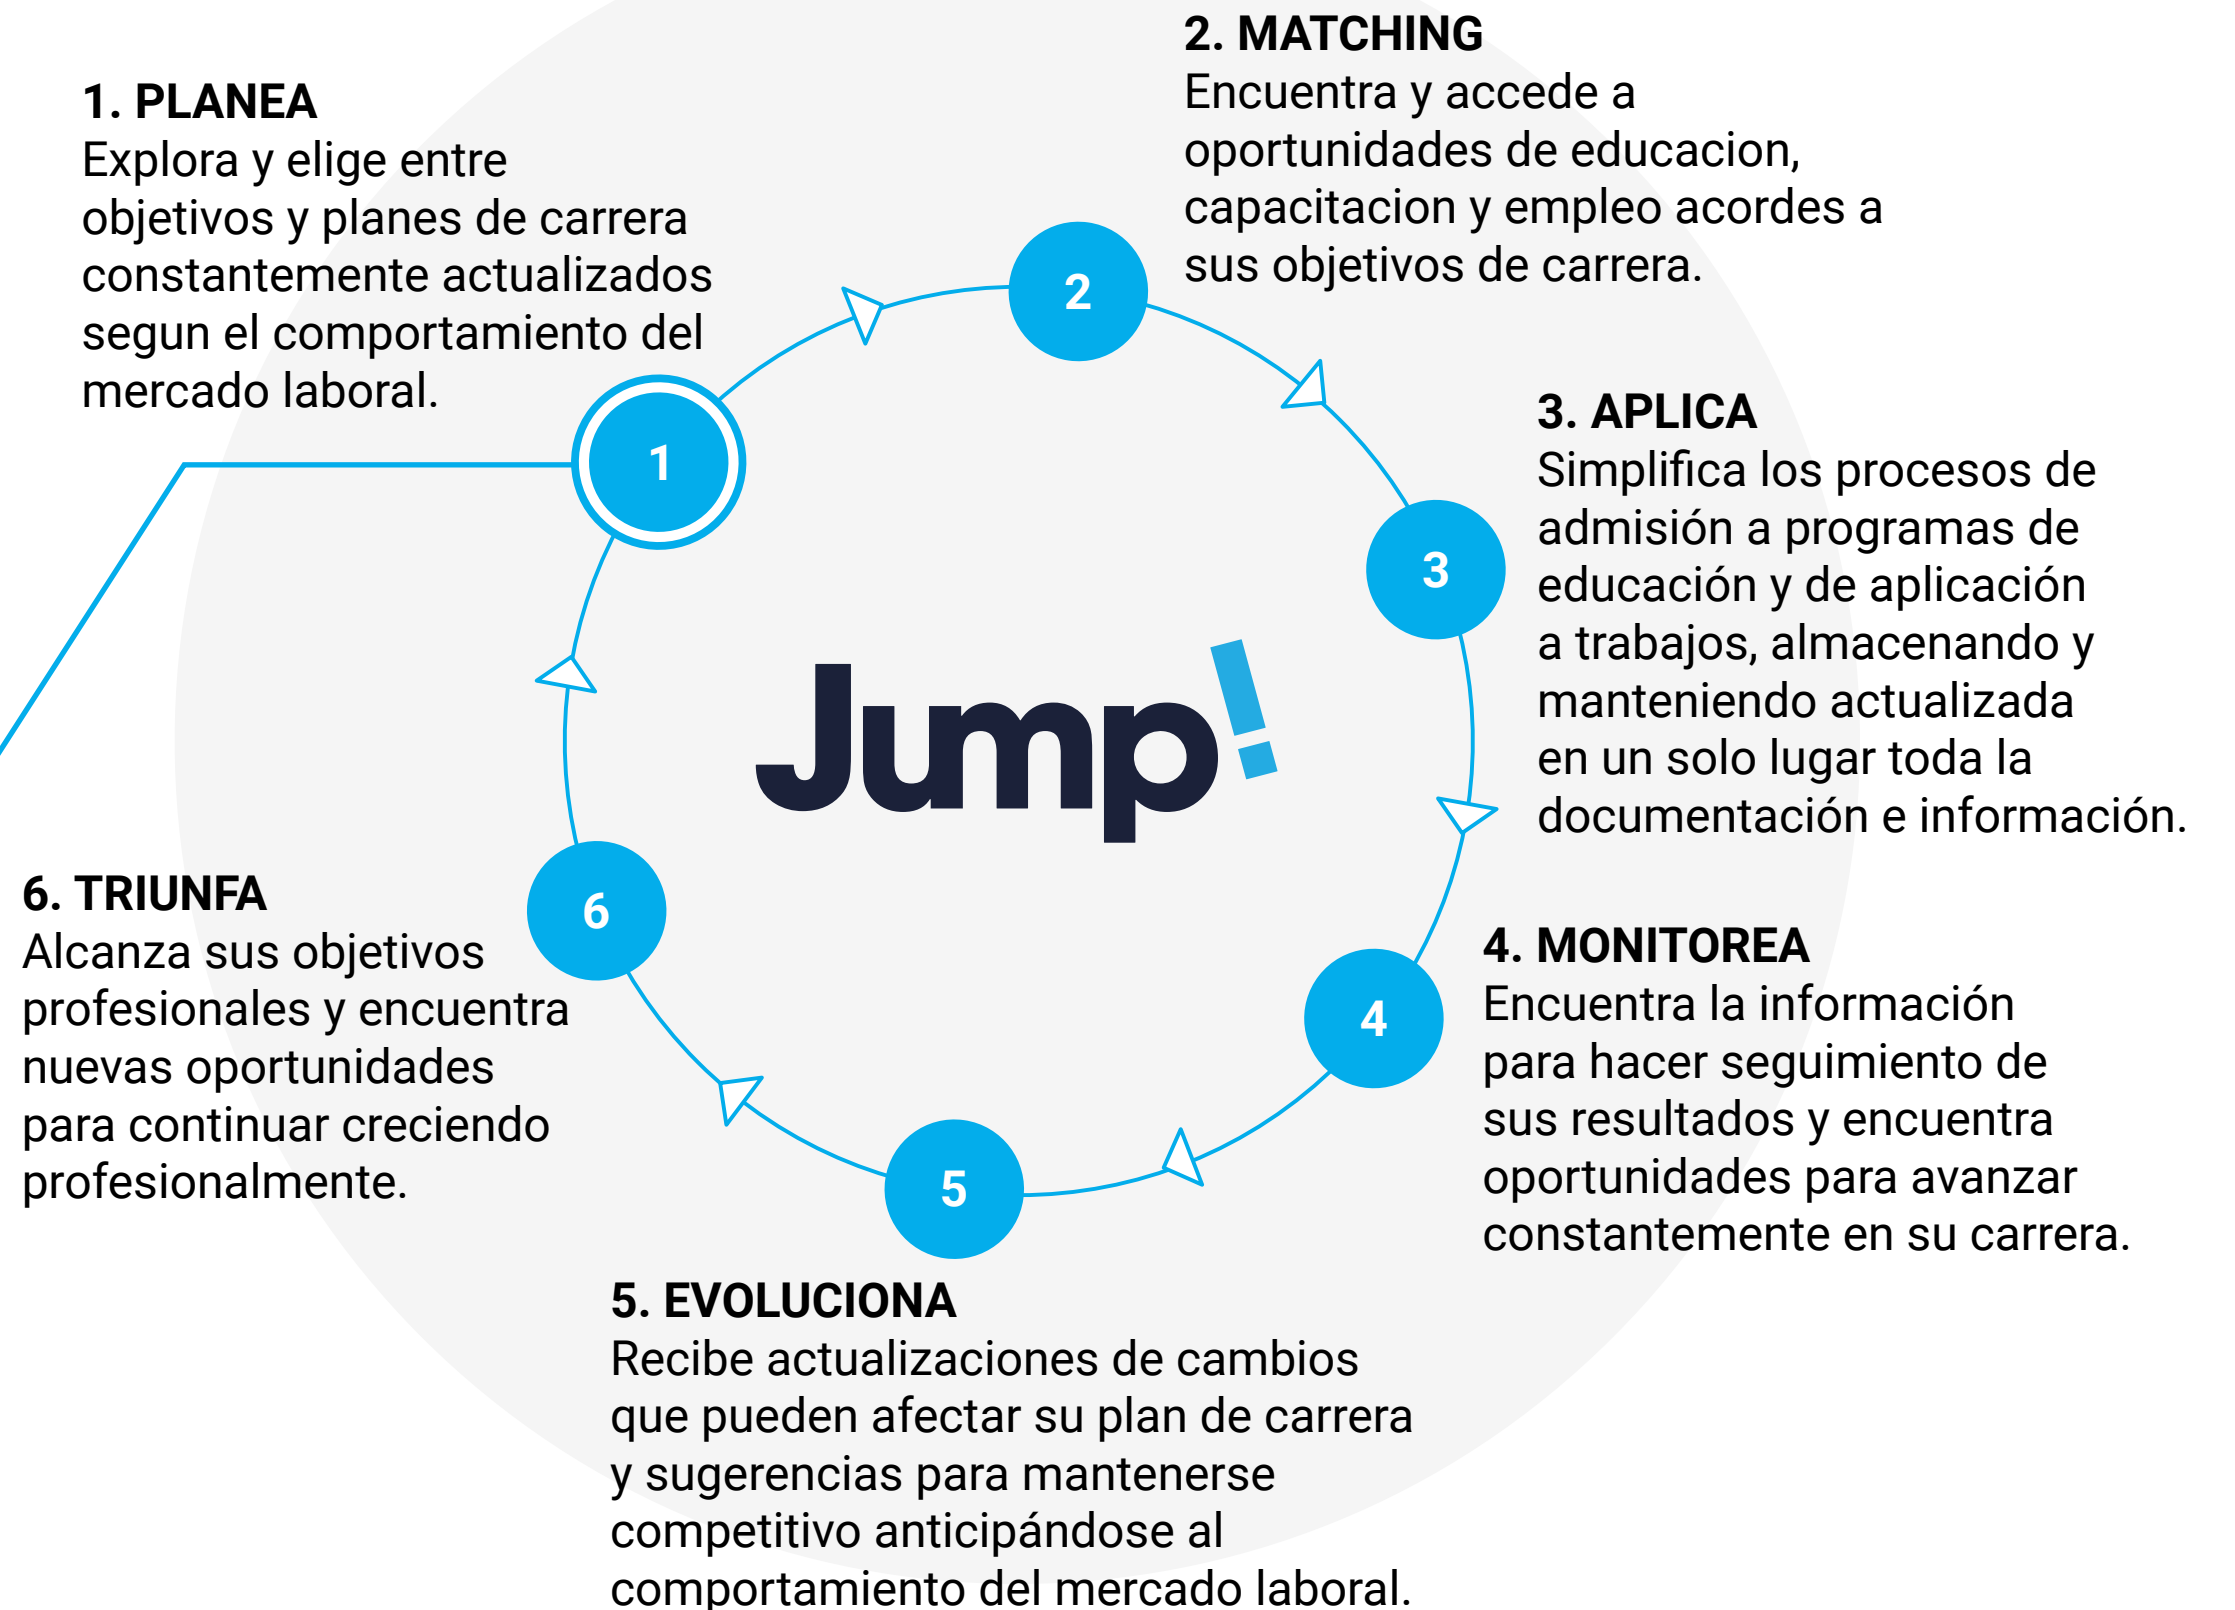 1. PLANEA
Explora y elige entre
objetivos y planes de carrera
constantemente actualizados
segun el comportamiento del
mercado laboral.
2. MATCHING
Encuentra y accede a
oportunidades de educacion,
capacitacion y empleo acordes a
sus objetivos de carrera.
3. APLICA
Simplifica los procesos de
admisión a programas de
educación y de aplicación
a trabajos, almacenando y
manteniendo actualizada
en un solo lugar toda la
documentación e información.
4. MONITOREA
Encuentra la información
para hacer seguimiento de
sus resultados y encuentra
oportunidades para avanzar
constantemente en su carrera.
5. EVOLUCIONA
Recibe actualizaciones de cambios
que pueden afectar su plan de carrera
y sugerencias para mantenerse
competitivo anticipándose al
comportamiento del mercado laboral.
6. TRIUNFA
Alcanza sus objetivos
profesionales y encuentra
nuevas oportunidades
para continuar creciendo
profesionalmente.
1
2
3
4
5
6
Jump!